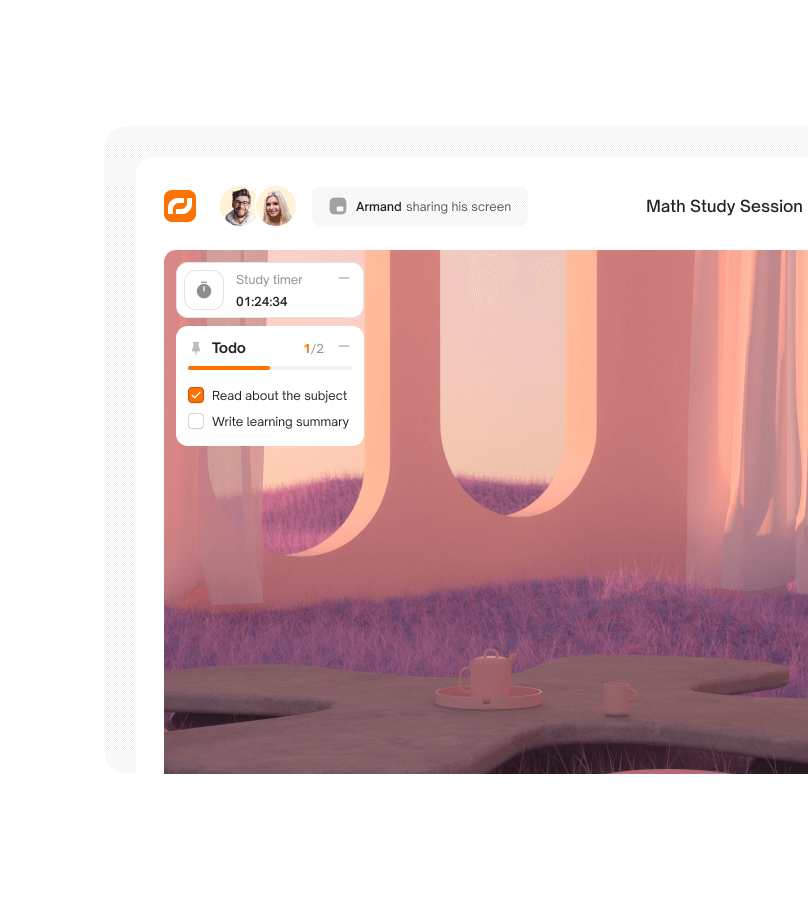 Armand sharing his screen
Math Study Session
Study timer
01:24:34
Todo
1/2
Read about the subject
Write learning summary